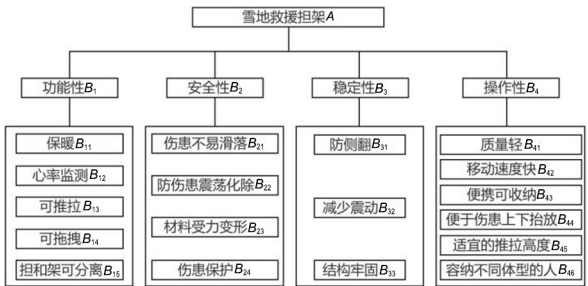 雪地救援担架A
功能性B₁
安全性B₂
稳定性B₃
操作性B₄
保暖B₁₁
心率监测B₁₂
可推拉B₁₃
可拖拽B₁₄
担和架可分离B₁₅
伤患不易滑落B₂₁
防伤患震荡化除B₂₂
材料受力变形B₂₃
伤患保护B₂₄
防侧翻B₃₁
减少震动B₃₂
结构牢固B₃₃
质量轻B₄₁
移动速度快B₄₂
便携可收纳B₄₃
便于伤患上下抬放B₄₄
适宜的推拉高度B₄₅
容纳不同体型的人B₄₆